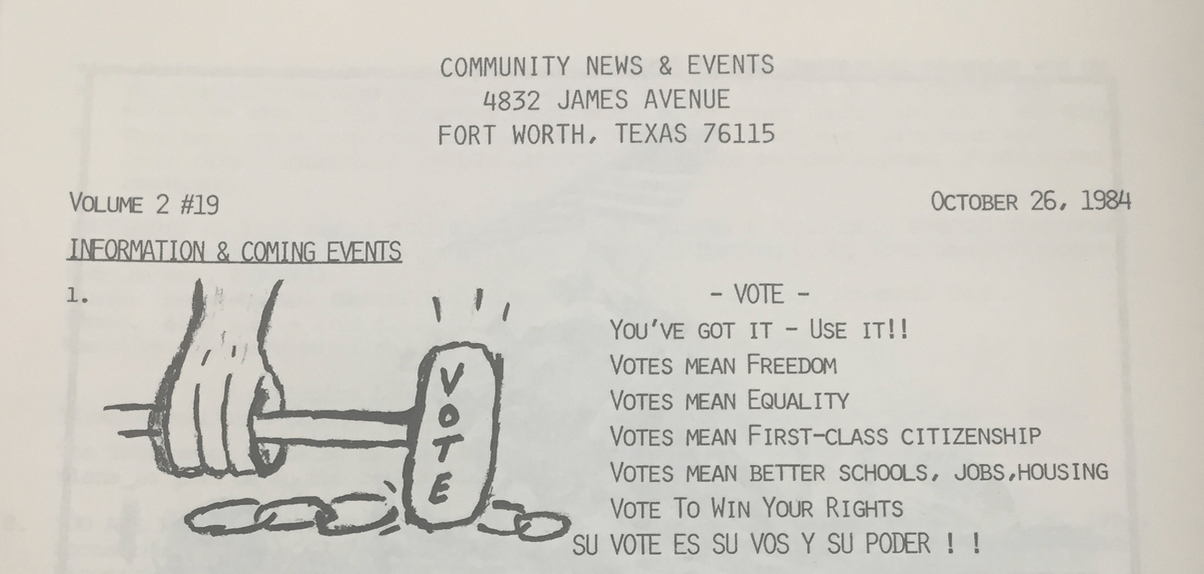 COMMUNITY NEWS & EVENTS
4832 JAMES AVENUE
FORT WORTH, TEXAS 76115
VOLUME 2 #19
OCTOBER 26, 1984
INFORMATION & COMING EVENTS
1.
VOTE
- VOTE -
YOU'VE GOT IT - USE IT!!
VOTES MEAN FREEDOM
VOTES MEAN EQUALITY
VOTES MEAN FIRST-CLASS CITIZENSHIP
VOTES MEAN BETTER SCHOOLS, JOBS,HOUSING
VOTE TO WIN YOUR RIGHTS
SU VOTE ES SU VOS Y SU PODER ! !